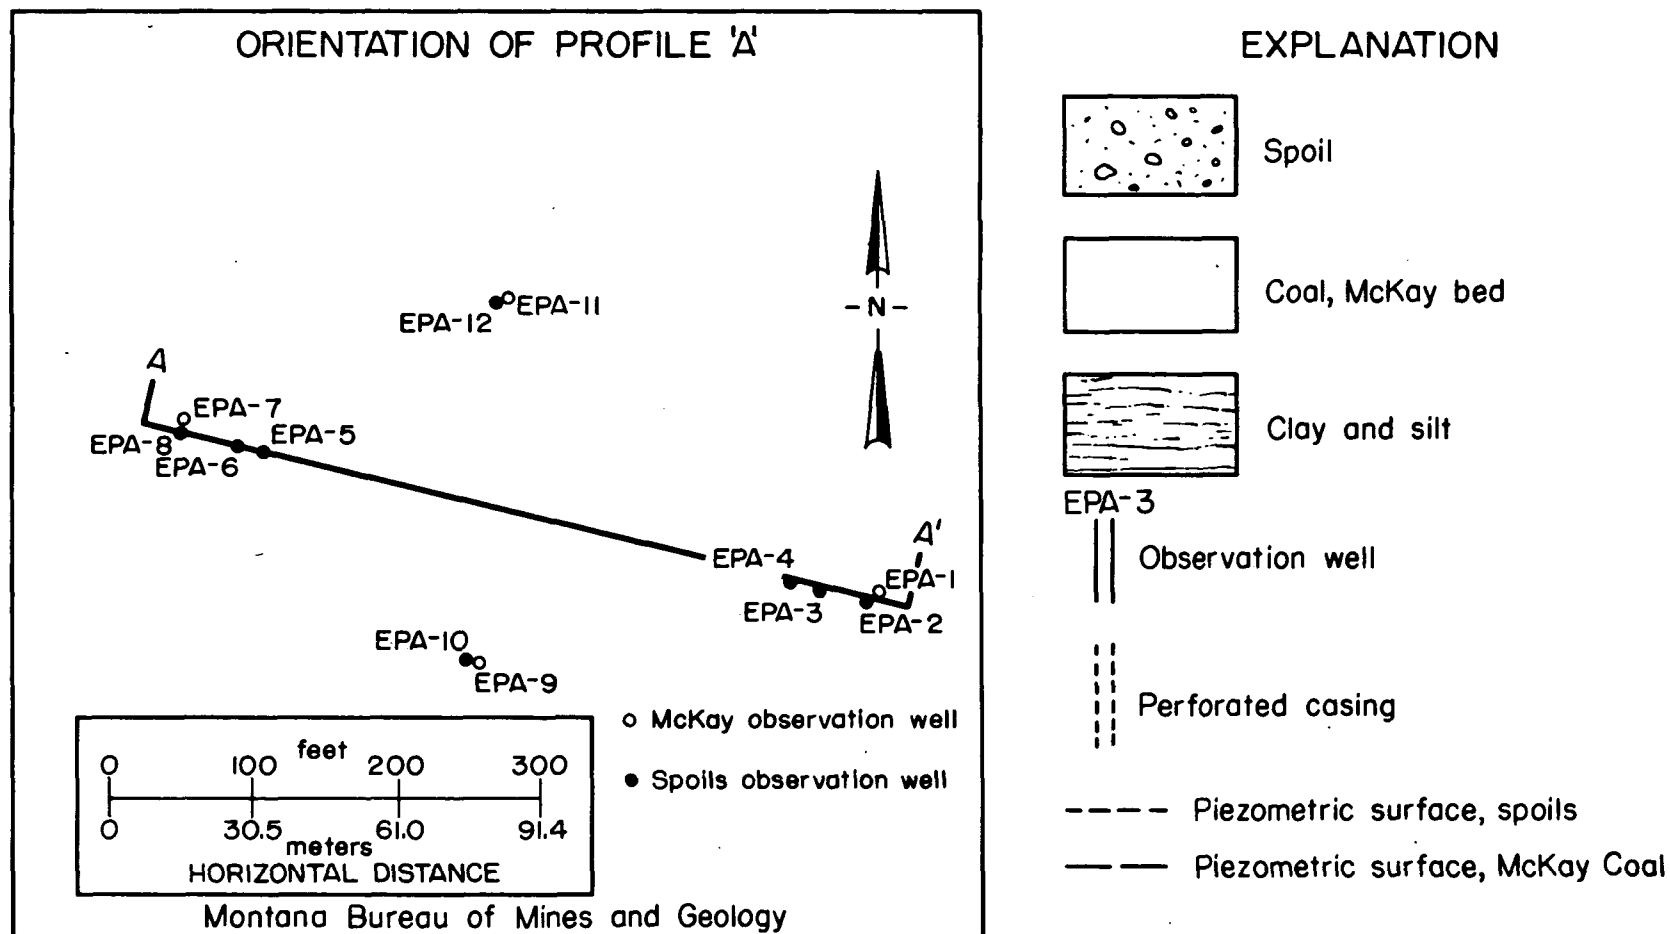 ORIENTATION OF PROFILE 'A'
EPA-12
EPA-11
-N-
A
EPA-7
EPA-8
EPA-6
EPA-5
EPA-4
A'
EPA-1
EPA-3
EPA-2
EPA-10
EPA-9
McKay observation well
Spoils observation well
feet
0 100 200 300
0 30.5 61.0 91.4
meters
HORIZONTAL DISTANCE
Montana Bureau of Mines and Geology
EXPLANATION
Spoil
Coal, McKay bed
Clay and silt
EPA-3
Observation well
Perforated casing
Piezometric surface, spoils
Piezometric surface, McKay Coal